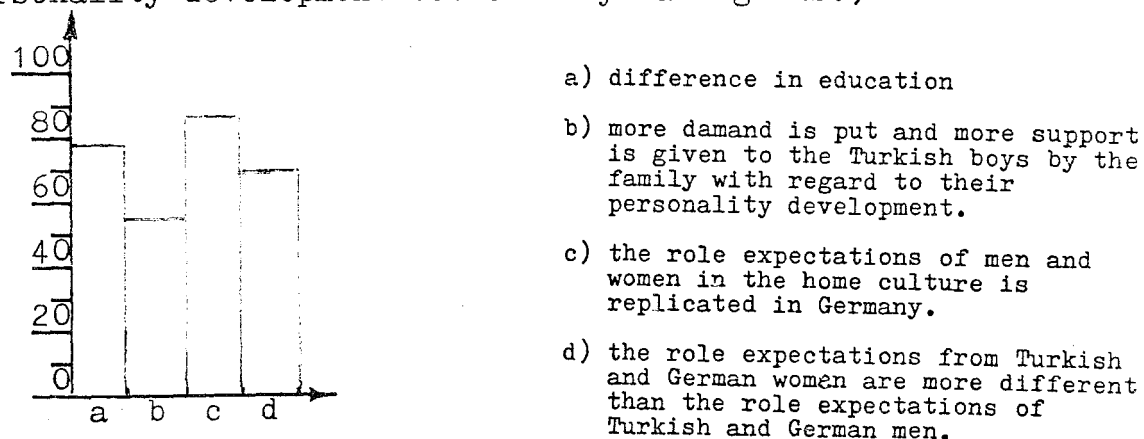 100
80
60
40
20
0
a b c d
a) difference in education
b) more damand is put and more support
is given to the Turkish boys by the
family with regard to their
personality development.
c) the role expectations of men and
women in the home culture is
replicated in Germany.
d) the role expectations from Turkish
and German women are more different
than the role expectations of
Turkish and German men.